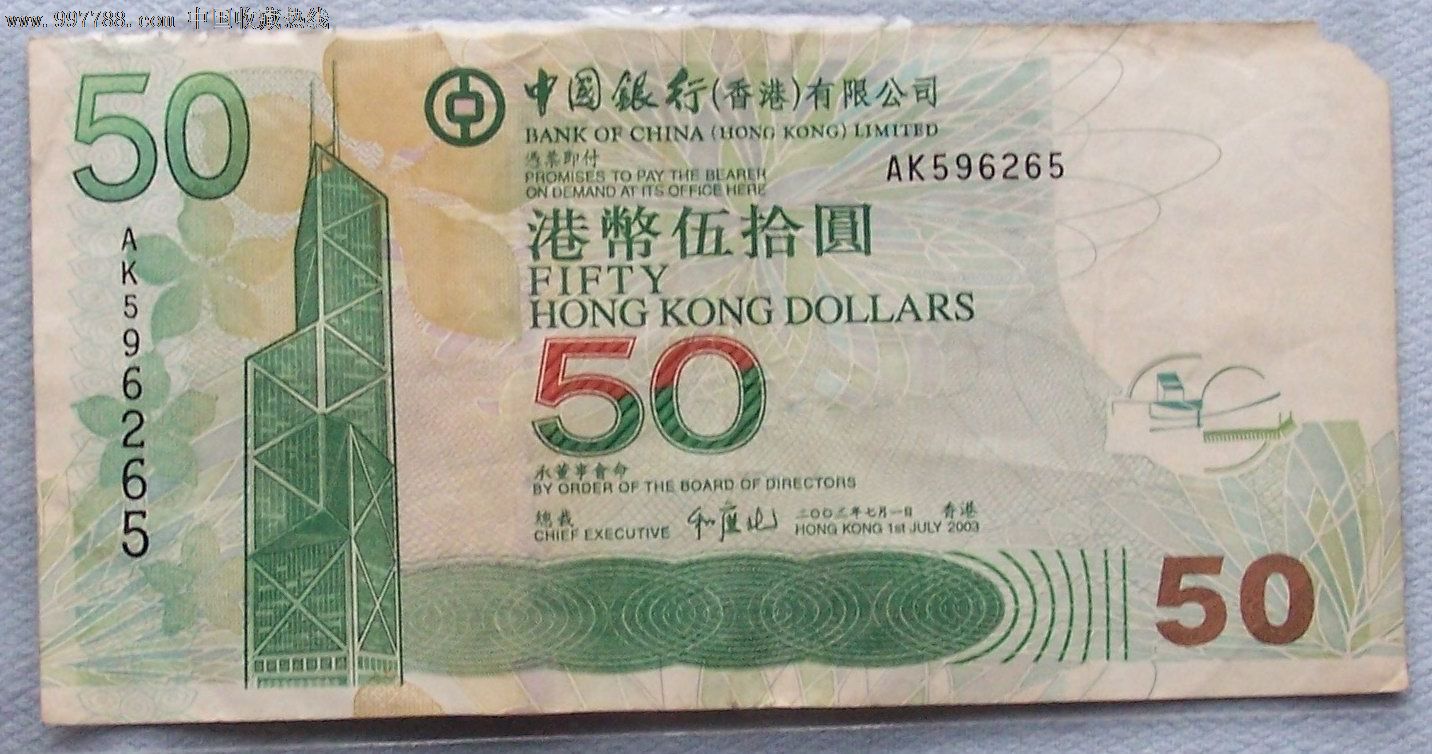 www.997788.com 中国收藏热线
50
中國銀行(香港)有限公司
BANK OF CHINA (HONG KONG) LIMITED
憑票即付
PROMISES TO PAY THE BEARER
ON DEMAND AT ITS OFFICE HERE
AK596265
港幣伍拾圓
FIFTY
HONG KONG DOLLARS
50
AK596265
承董事會命
BY ORDER OF THE BOARD OF DIRECTORS
總裁
CHIEF EXECUTIVE
二〇〇三年七月一日 香港
HONG KONG 1st JULY 2003
50